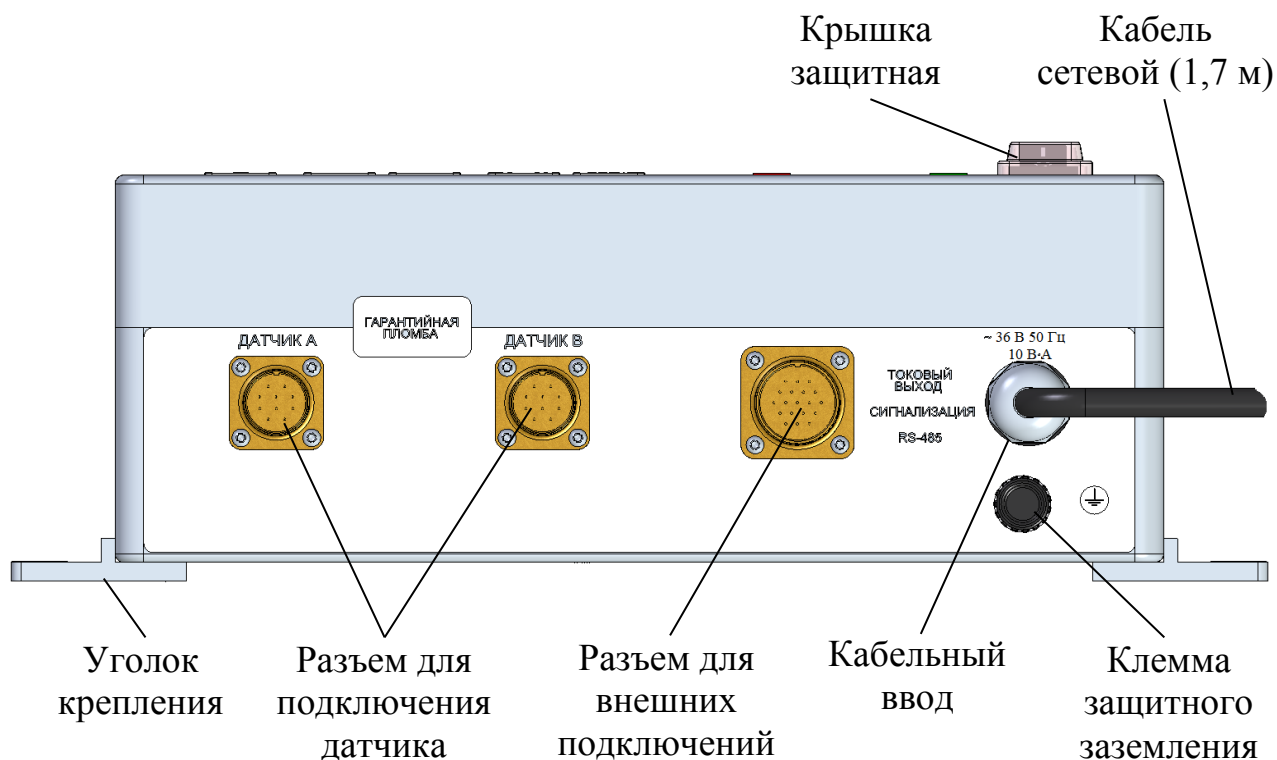 Крышка
защитная
Кабель
сетевой (1,7 м)
ГАРАНТИЙНАЯ
ПЛОМБА
ДАТЧИК А
ДАТЧИК В
~ 36 В 50 Гц
10 В·А
ТОКОВЫЙ
ВЫХОД
СИГНАЛИЗАЦИЯ
RS-485
Уголок
крепления
Разъем для
подключения
датчика
Разъем для
внешних
подключений
Кабельный
ввод
Клемма
защитного
заземления